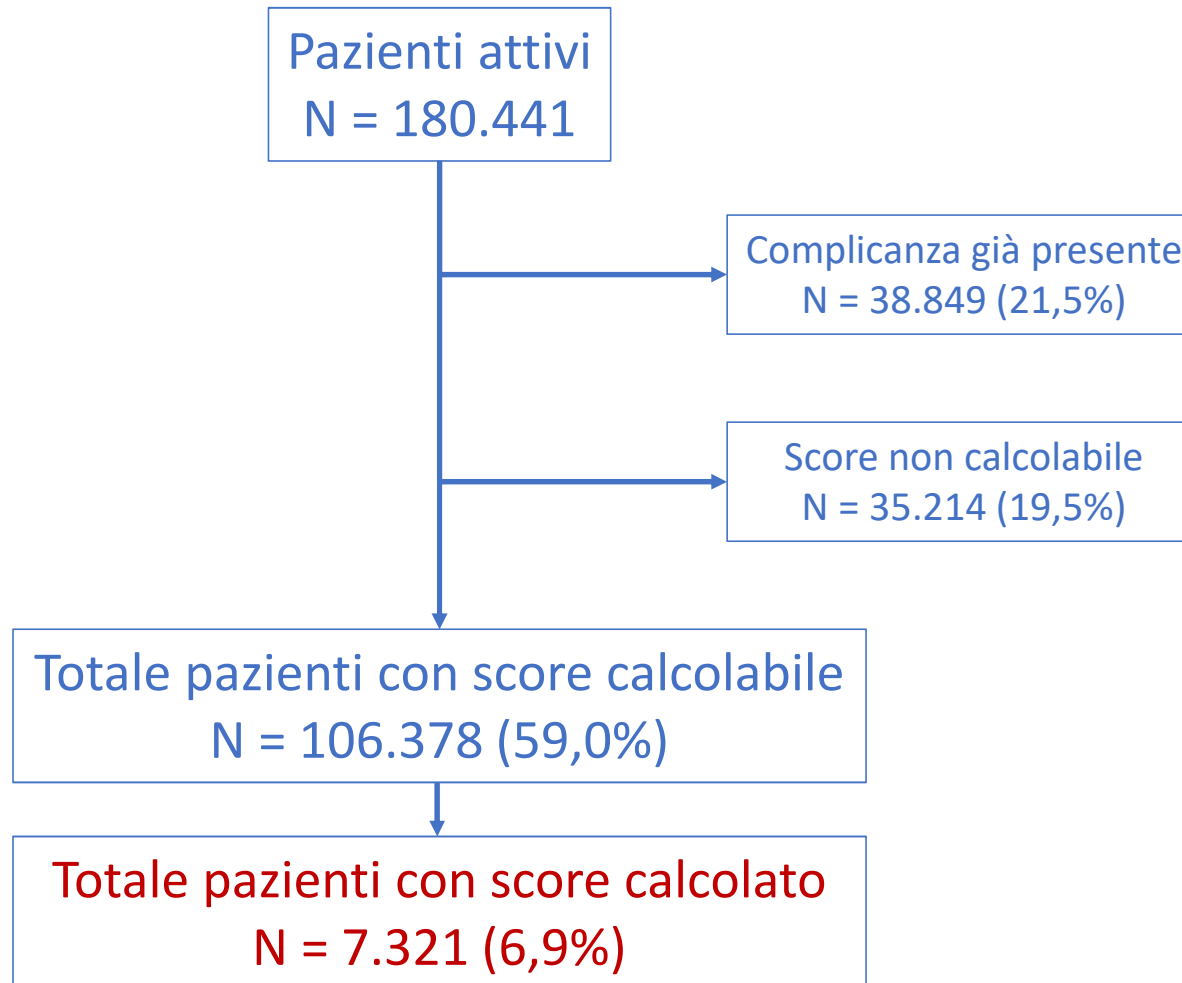 Pazienti attivi
N = 180.441
Complicanza già presente
N = 38.849 (21,5%)
Score non calcolabile
N = 35.214 (19,5%)
Totale pazienti con score calcolabile
N = 106.378 (59,0%)
Totale pazienti con score calcolato
N = 7.321 (6,9%)